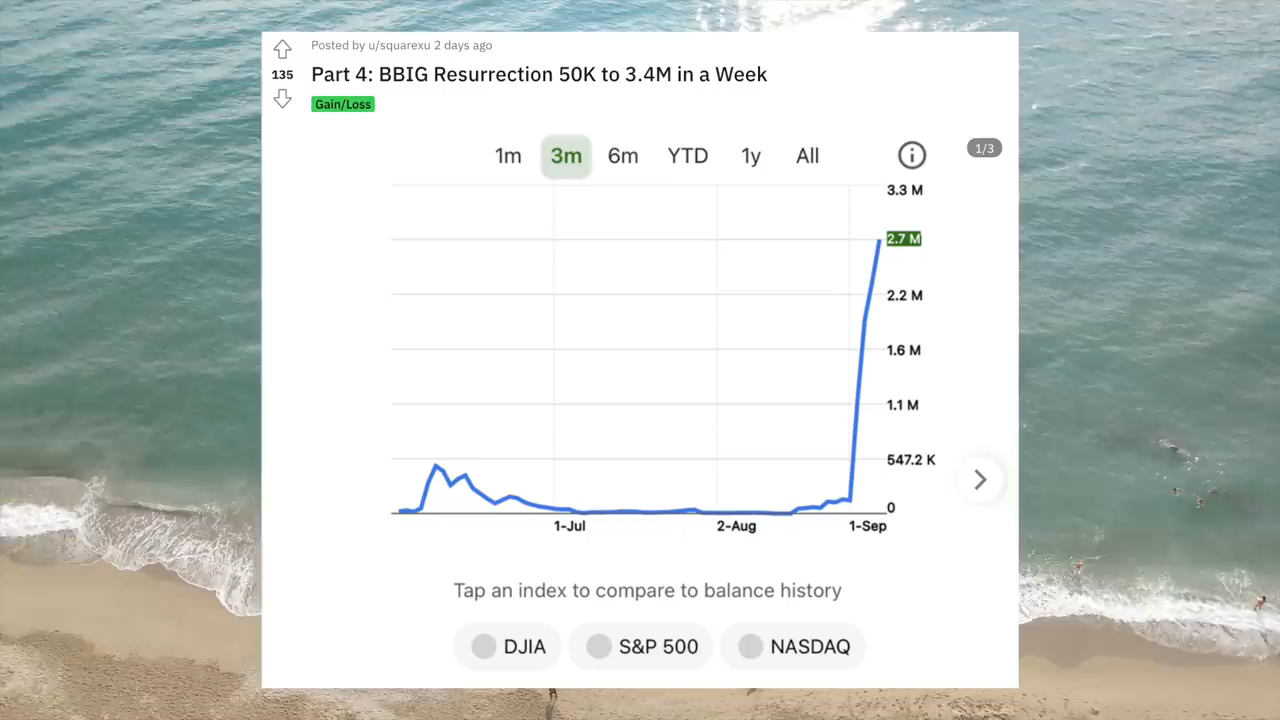 Posted by u/squarexu 2 days ago
135
Part 4: BBIG Resurrection 50K to 3.4M in a Week
Gain/Loss
1m 3m 6m YTD 1y All
1/3
3.3 M
2.7 M
2.2 M
1.6 M
1.1 M
547.2 K
0
1-Jul 2-Aug 1-Sep
Tap an index to compare to balance history
DJIA S&P 500 NASDAQ